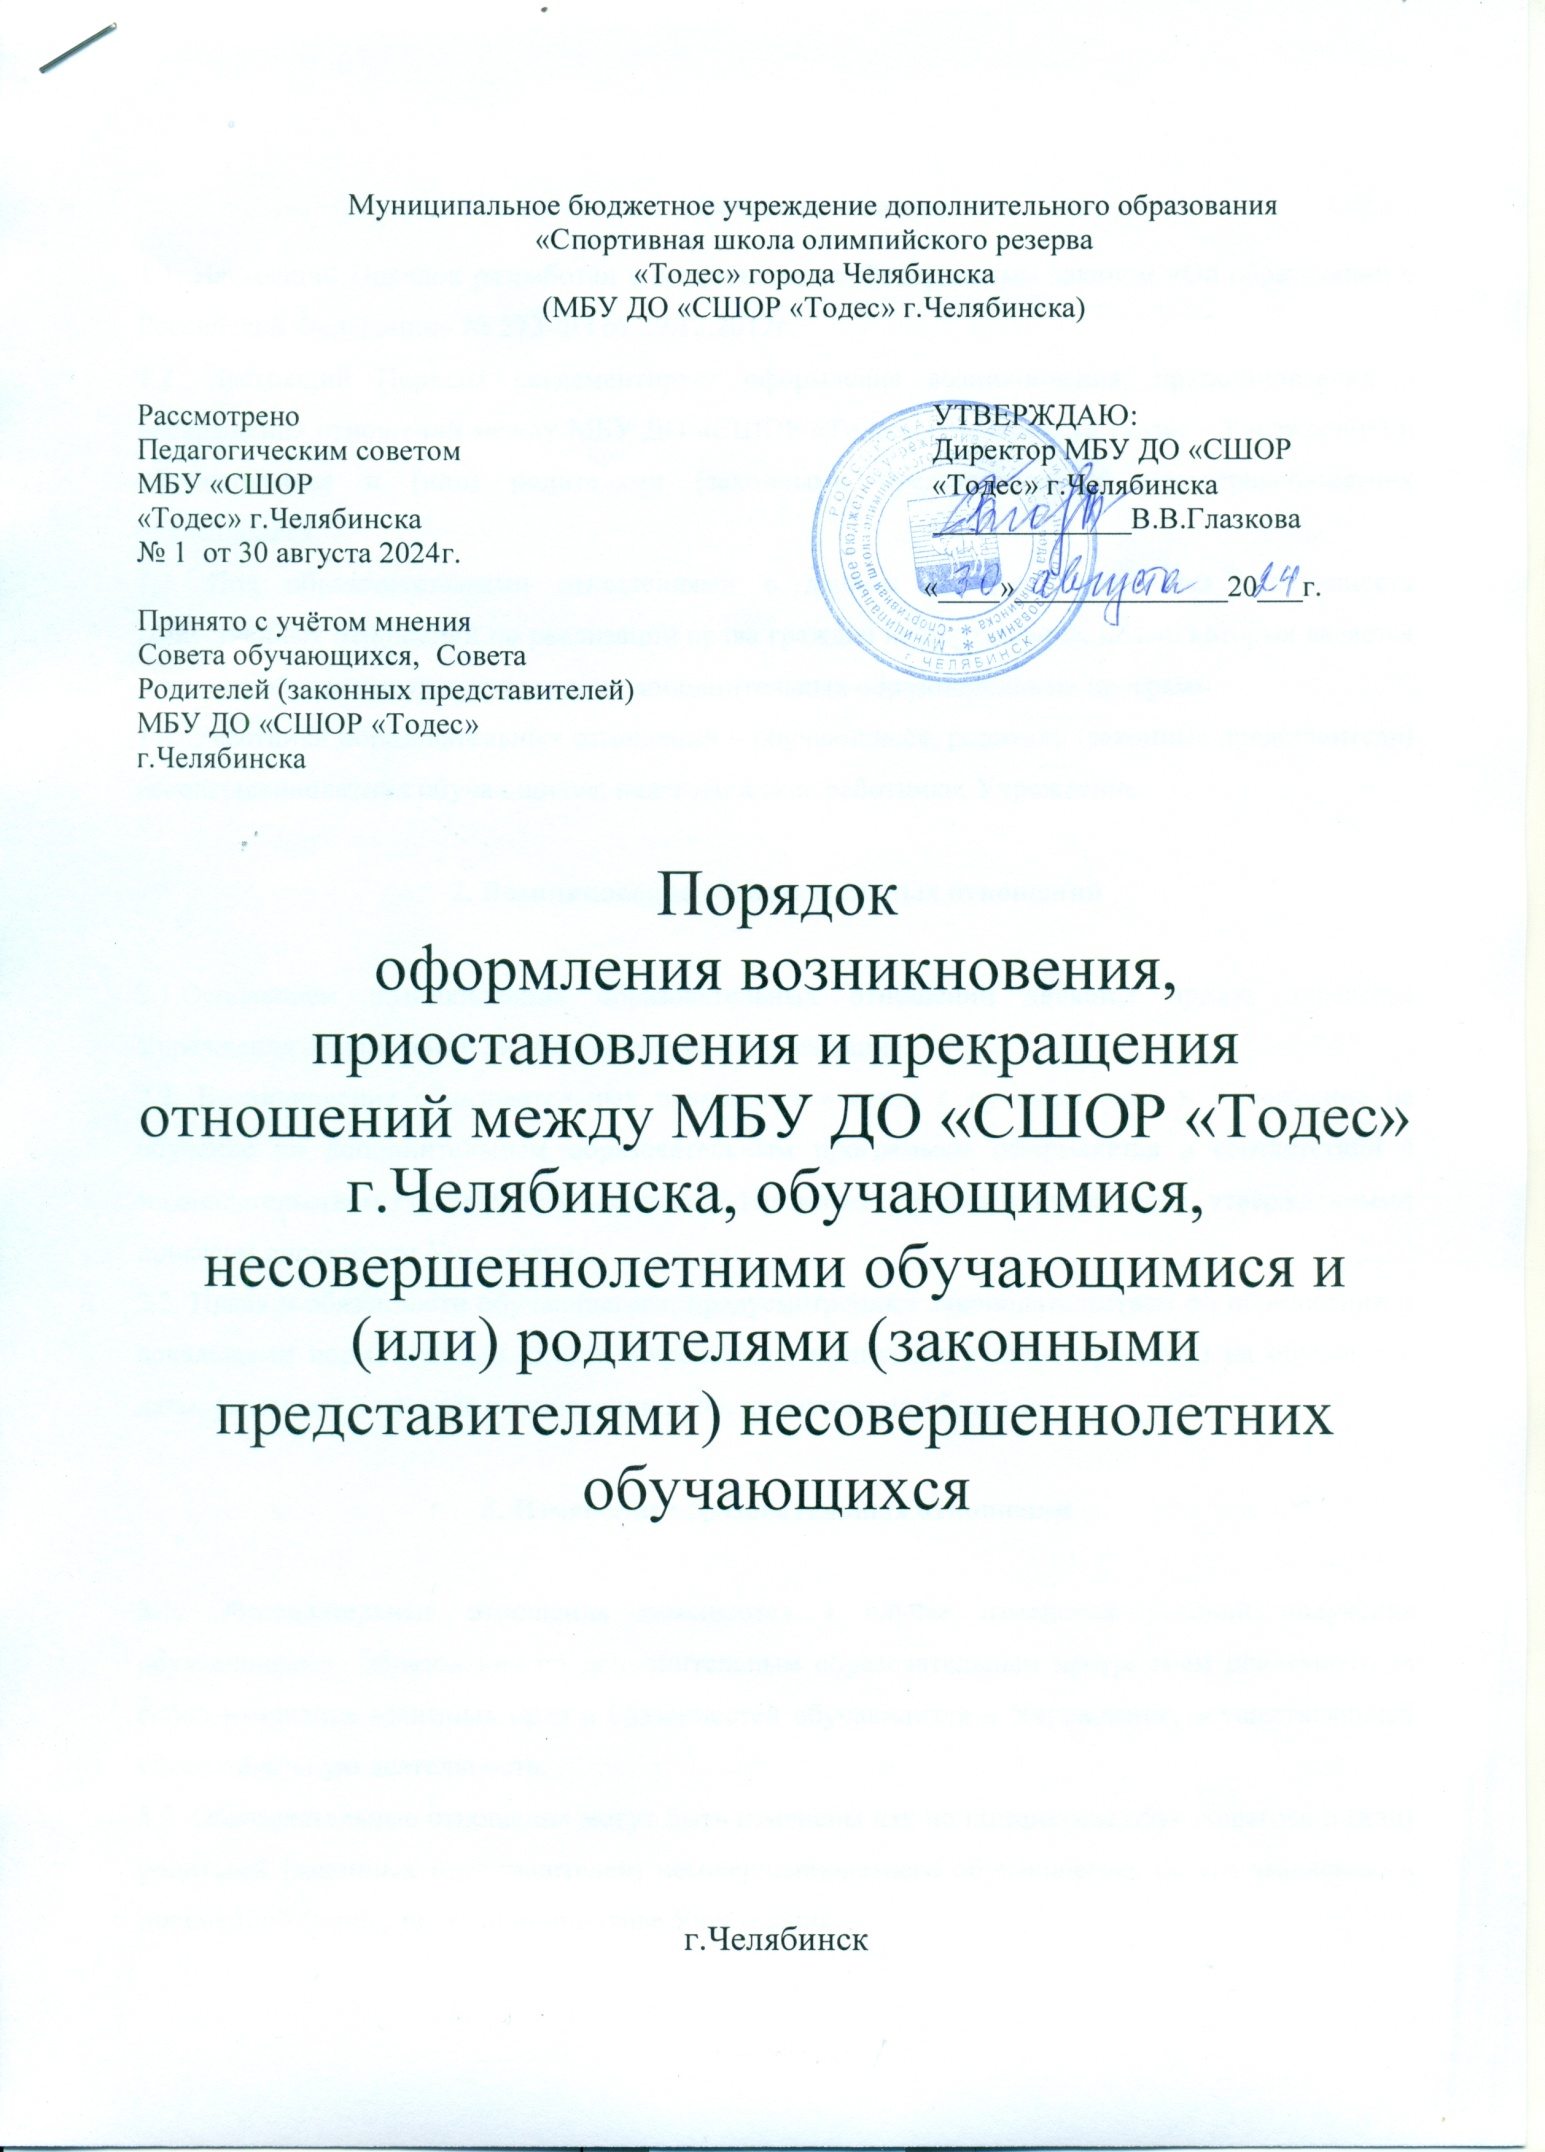 Муниципальное бюджетное учреждение дополнительного образования
«Спортивная школа олимпийского резерва
«Тодес» города Челябинска
(МБУ ДО «СШОР «Тодес» г.Челябинска)
Рассмотрено
Педагогическим советом
МБУ «СШОР
«Тодес» г.Челябинска
№ 1 от 30 августа 2024г.
Принято с учётом мнения
Совета обучающихся, Совета
Родителей (законных представителей)
МБУ ДО «СШОР «Тодес»
г.Челябинска
УТВЕРЖДАЮ:
Директор МБУ ДО «СШОР
«Тодес» г.Челябинска
В.В.Глазкова
«30» августа 2024г.
г. ЧЕЛЯБИНСК
Порядок
оформления возникновения,
приостановления и прекращения
отношений между МБУ ДО «СШОР «Тодес»
г.Челябинска, обучающимися,
несовершеннолетними обучающимися и
(или) родителями (законными
представителями) несовершеннолетних
обучающихся
г.Челябинск